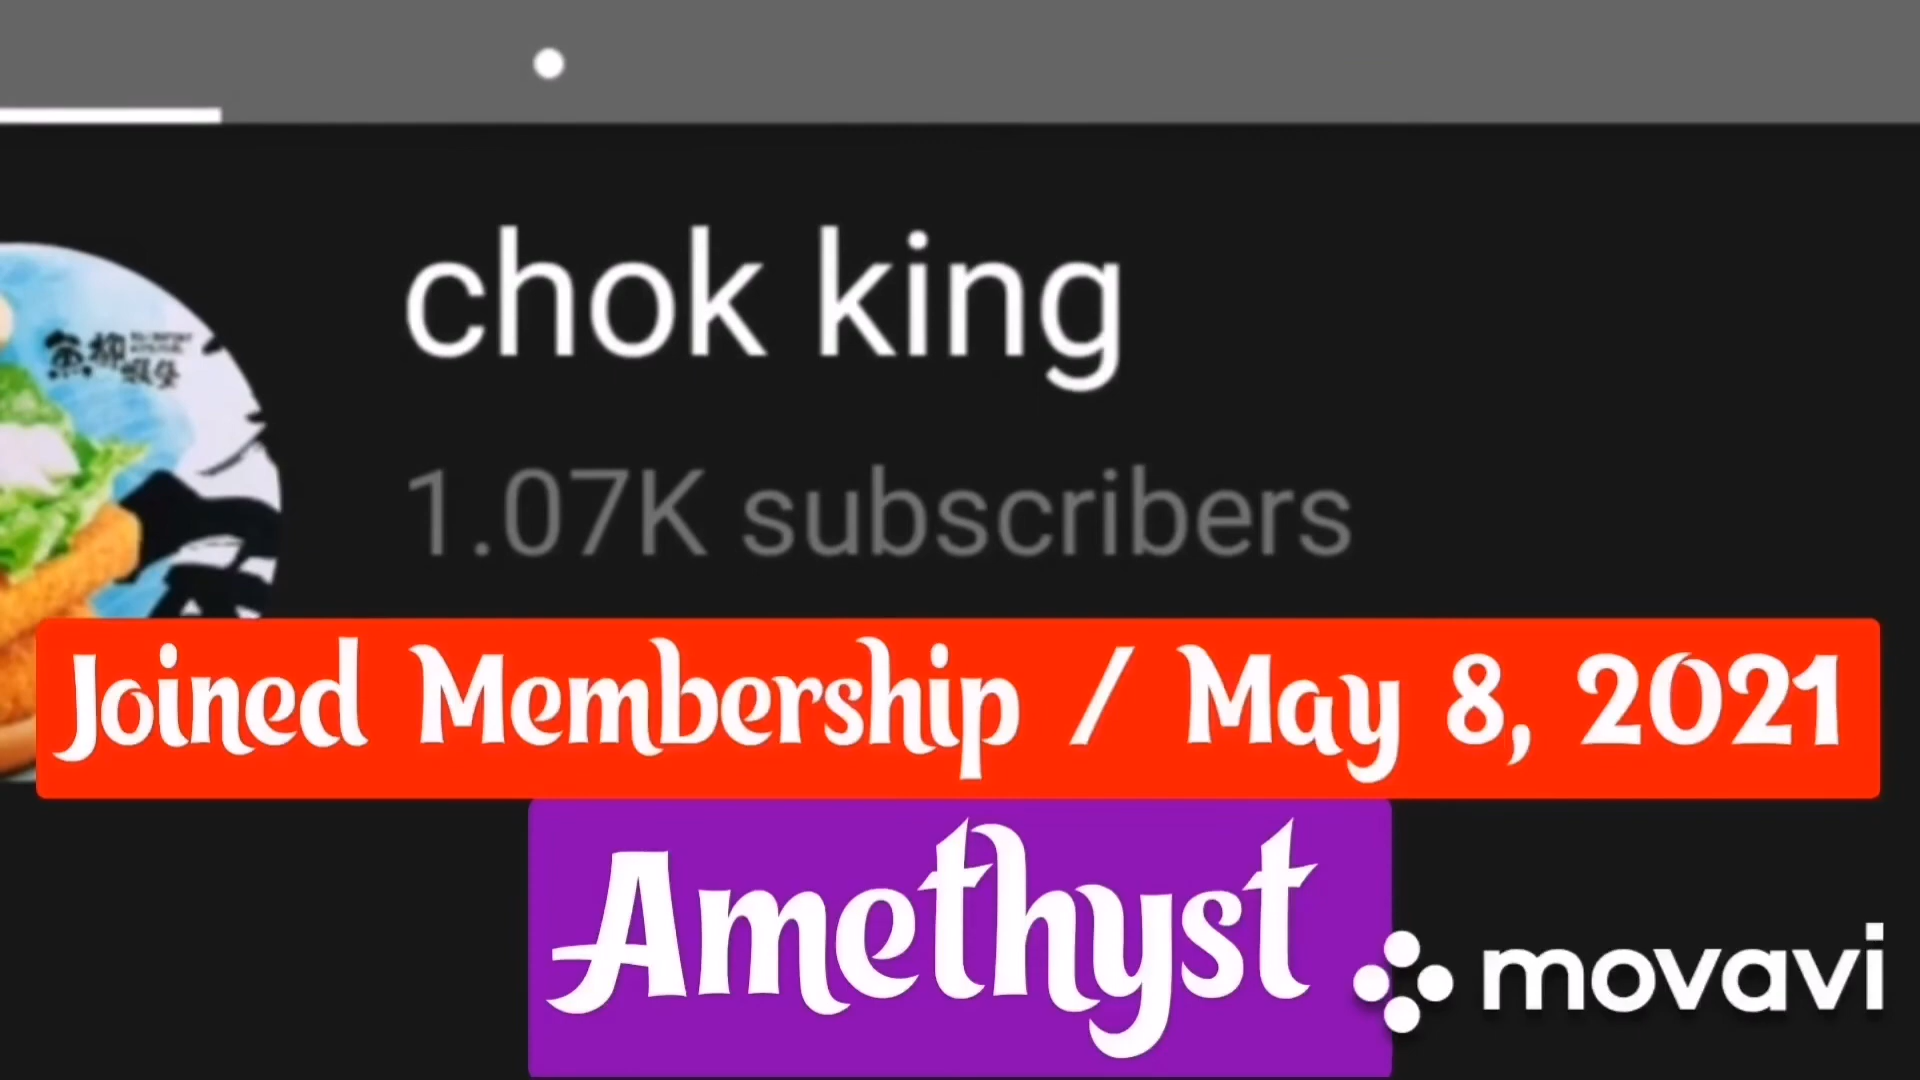 chok king
1.07K subscribers
Joined Membership / May 8, 2021
Amethyst
movavi